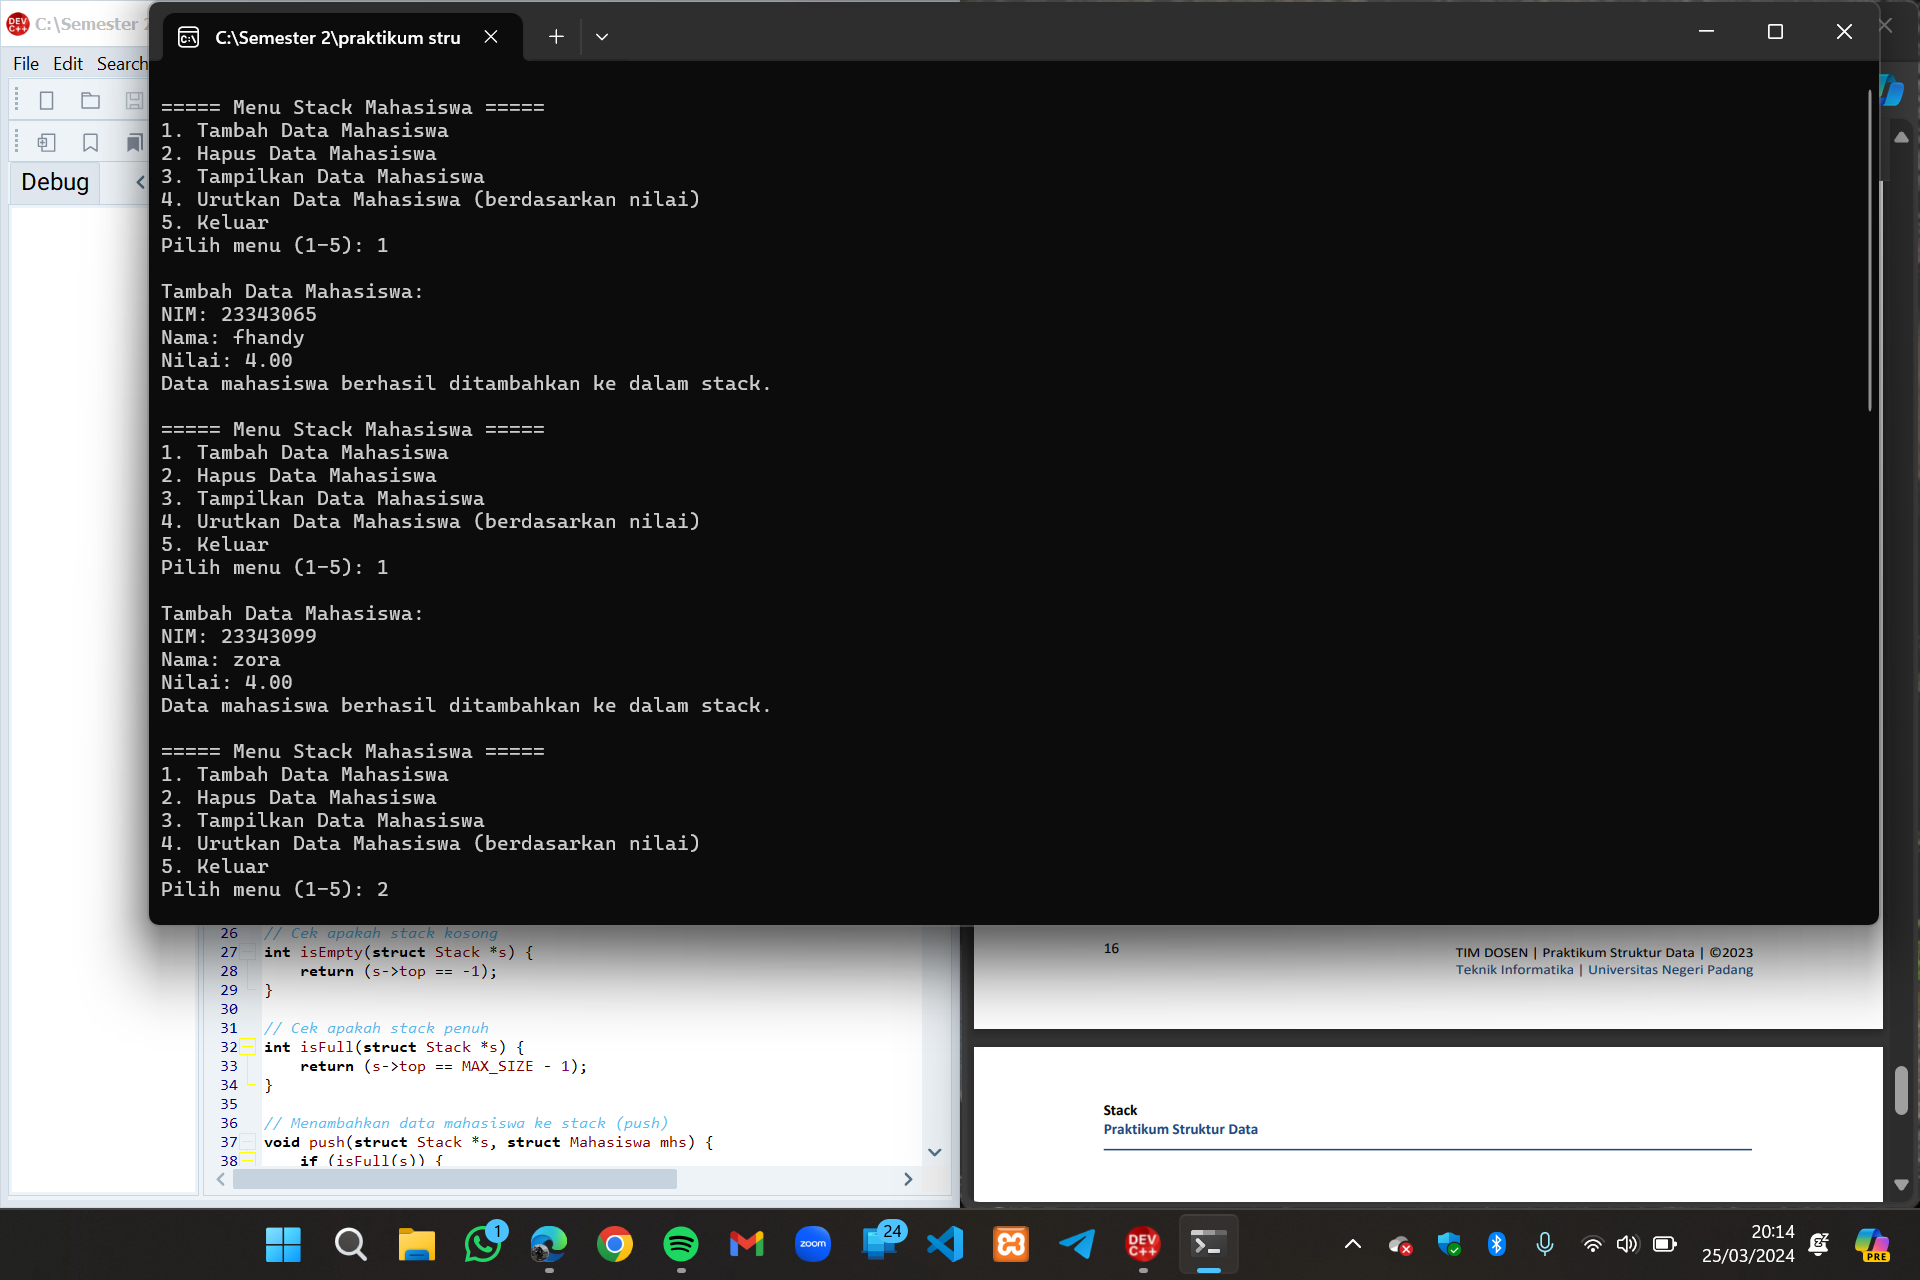 C:\Semester 2
C:\Semester 2\praktikum stru
File Edit Search
Debug
===== Menu Stack Mahasiswa =====
1. Tambah Data Mahasiswa
2. Hapus Data Mahasiswa
3. Tampilkan Data Mahasiswa
4. Urutkan Data Mahasiswa (berdasarkan nilai)
5. Keluar
Pilih menu (1-5): 1
Tambah Data Mahasiswa:
NIM: 23343065
Nama: fhandy
Nilai: 4.00
Data mahasiswa berhasil ditambahkan ke dalam stack.
===== Menu Stack Mahasiswa =====
1. Tambah Data Mahasiswa
2. Hapus Data Mahasiswa
3. Tampilkan Data Mahasiswa
4. Urutkan Data Mahasiswa (berdasarkan nilai)
5. Keluar
Pilih menu (1-5): 1
Tambah Data Mahasiswa:
NIM: 23343099
Nama: zora
Nilai: 4.00
Data mahasiswa berhasil ditambahkan ke dalam stack.
===== Menu Stack Mahasiswa =====
1. Tambah Data Mahasiswa
2. Hapus Data Mahasiswa
3. Tampilkan Data Mahasiswa
4. Urutkan Data Mahasiswa (berdasarkan nilai)
5. Keluar
Pilih menu (1-5): 2
26 // Cek apakah stack kosong
27 int isEmpty(struct Stack *s) {
28 return (s->top == -1);
29 }
30
31 // Cek apakah stack penuh
32 int isFull(struct Stack *s) {
33 return (s->top == MAX_SIZE - 1);
34 }
35
36 // Menambahkan data mahasiswa ke stack (push)
37 void push(struct Stack *s, struct Mahasiswa mhs) {
38 if (isFull(s)) {
16
TIM DOSEN | Praktikum Struktur Data | ©2023
Teknik Informatika | Universitas Negeri Padang
Stack
Praktikum Struktur Data
1
zoom
24
DEV C++
20:14
25/03/2024
PRE